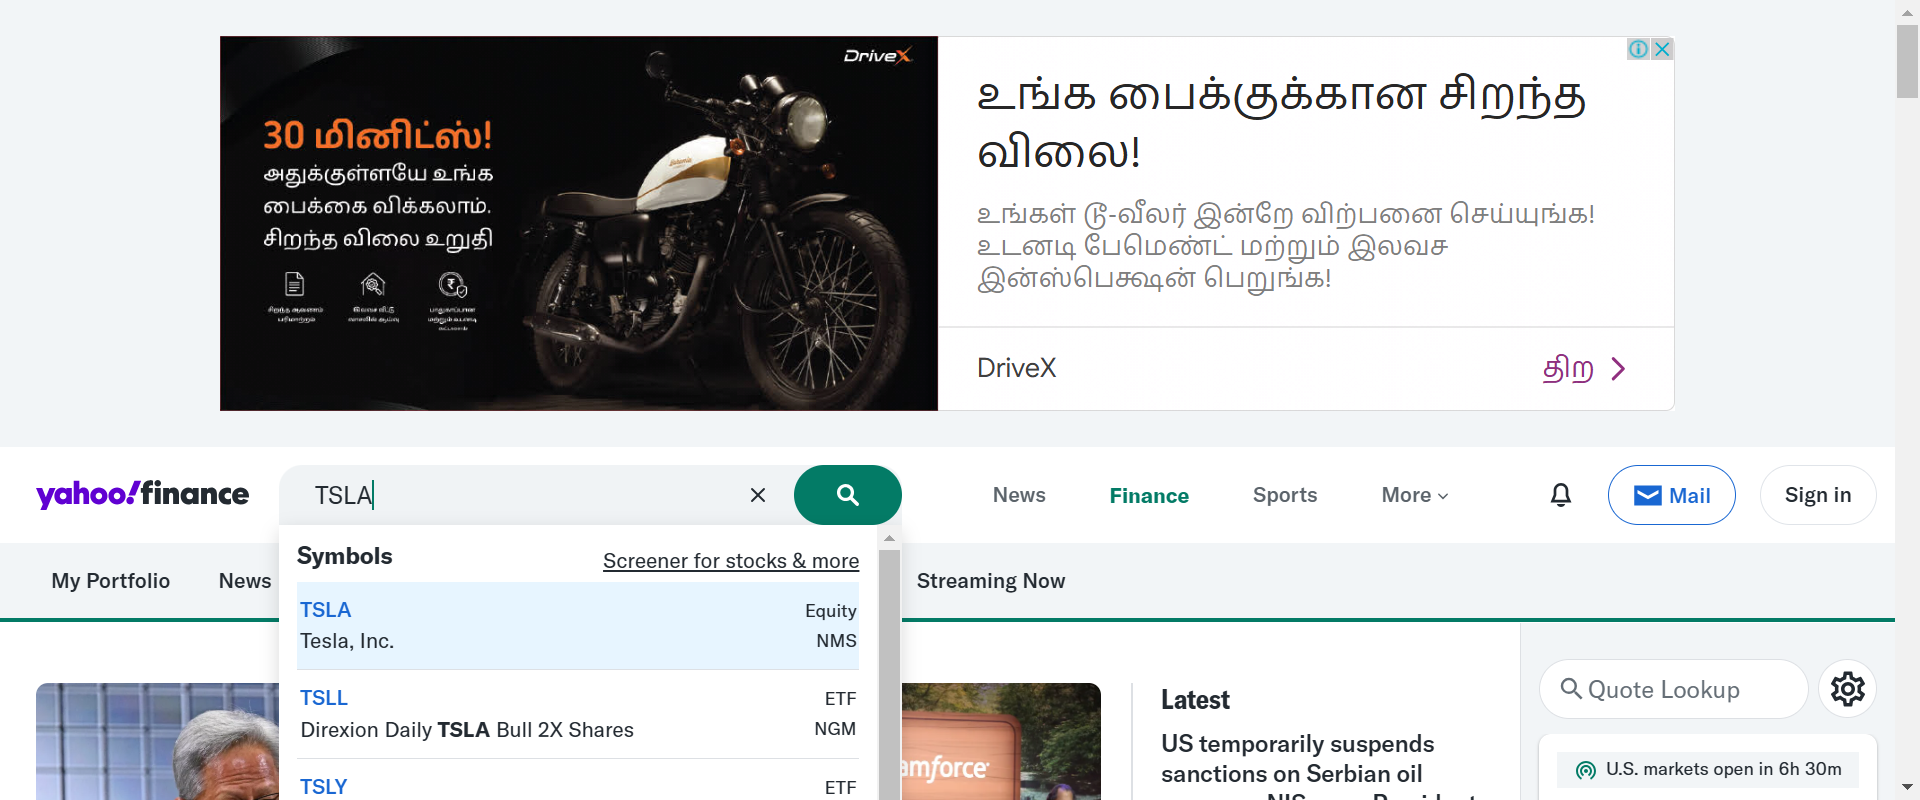 DriveX
30 மினிட்ஸ்!
அதுக்குள்ளயே உங்க
பைக்கை விக்கலாம்.
சிறந்த விலை உறுதி
உங்க பைக்குக்கான சிறந்த
விலை!
உங்கள் டூ-வீலர் இன்றே விற்பனை செய்யுங்க!
உடனடி பேமெண்ட் மற்றும் இலவச
இன்ஸ்பெக்ஷன் பெறுங்க!
DriveX
திற
yahoo!finance
TSLA
News
Finance
Sports
More
Mail
Sign in
My Portfolio
News
Streaming Now
Symbols
Screener for stocks & more
TSLA
Equity
Tesla, Inc.
NMS
TSLL
ETF
Direxion Daily TSLA Bull 2X Shares
NGM
TSLY
ETF
amforce
Latest
US temporarily suspends
sanctions on Serbian oil
Quote Lookup
U.S. markets open in 6h 30m